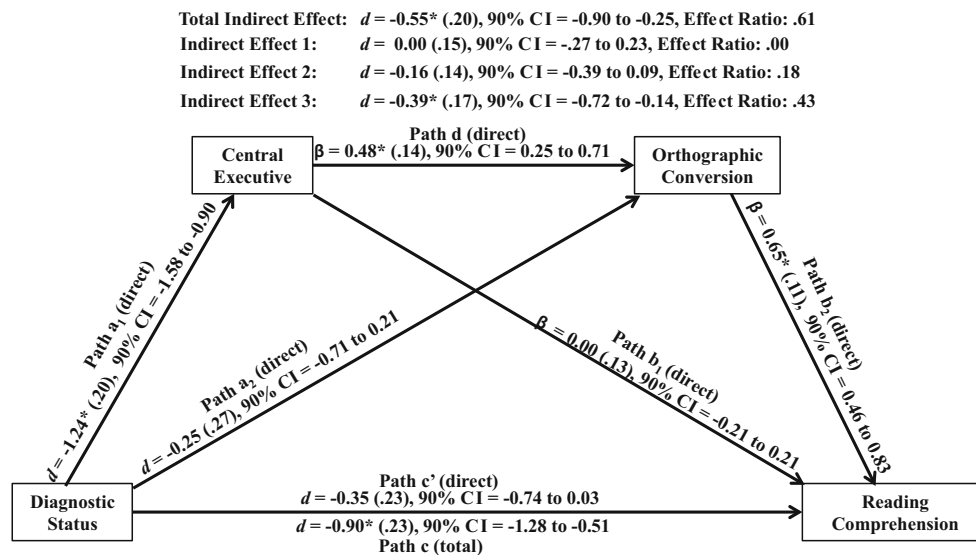 Total Indirect Effect: d = -0.55* (.20), 90% CI = -0.90 to -0.25, Effect Ratio: .61
Indirect Effect 1: d = 0.00 (.15), 90% CI = -.27 to 0.23, Effect Ratio: .00
Indirect Effect 2: d = -0.16 (.14), 90% CI = -0.39 to 0.09, Effect Ratio: .18
Indirect Effect 3: d = -0.39* (.17), 90% CI = -0.72 to -0.14, Effect Ratio: .43
Central
Executive
Path d (direct)
β = 0.48* (.14), 90% CI = 0.25 to 0.71
Orthographic
Conversion
Path a₁ (direct)
d = -1.24* (.20), 90% CI = -1.58 to -0.90
Path a₂ (direct)
d = -0.25 (.27), 90% CI = -0.71 to 0.21
Path b₁ (direct)
β = 0.00 (.13), 90% CI = -0.21 to 0.21
Path b₂ (direct)
β = 0.65* (.11), 90% CI = 0.46 to 0.83
Diagnostic
Status
Path c’ (direct)
d = -0.35 (.23), 90% CI = -0.74 to 0.03
d = -0.90* (.23), 90% CI = -1.28 to -0.51
Path c (total)
Reading
Comprehension